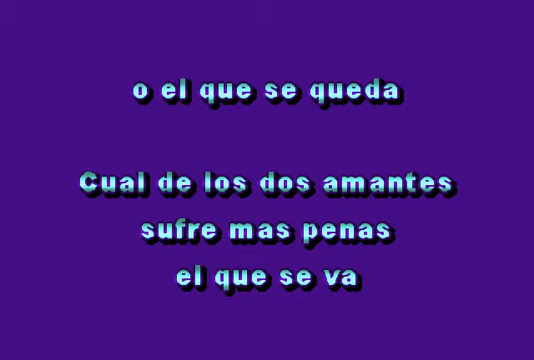 o el que se queda
Cual de los dos amantes
sufre mas penas
el que se va